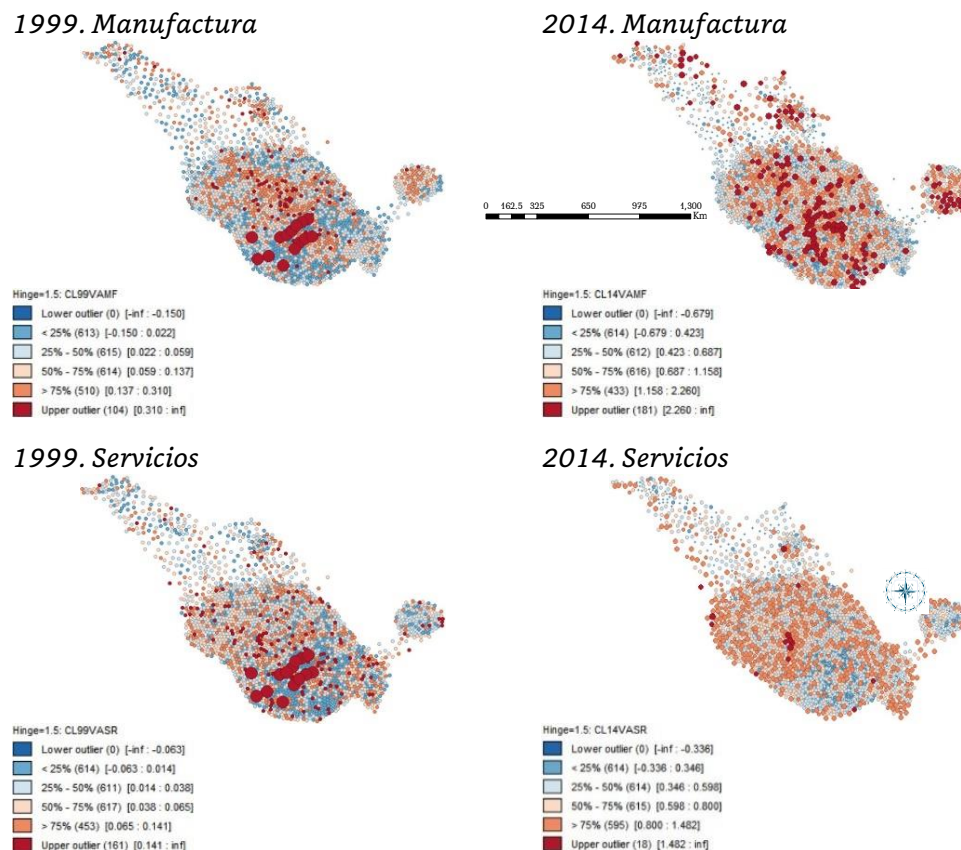 1999. Manufactura
2014. Manufactura
0 162.5 325 650 975 1,300
Km
Hinge=1.5: CL99VAMF
Lower outlier (0) [-inf : -0.150]
< 25% (613) [-0.150 : 0.022]
25% - 50% (615) [0.022 : 0.059]
50% - 75% (614) [0.059 : 0.137]
> 75% (510) [0.137 : 0.310]
Upper outlier (104) [0.310 : inf]
Hinge=1.5: CL14VAMF
Lower outlier (0) [-inf : -0.679]
< 25% (614) [-0.679 : 0.423]
25% - 50% (612) [0.423 : 0.687]
50% - 75% (616) [0.687 : 1.158]
> 75% (433) [1.158 : 2.260]
Upper outlier (181) [2.260 : inf]
1999. Servicios
2014. Servicios
Hinge=1.5: CL99VASR
Lower outlier (0) [-inf : -0.063]
< 25% (614) [-0.063 : 0.014]
25% - 50% (611) [0.014 : 0.038]
50% - 75% (617) [0.038 : 0.065]
> 75% (453) [0.065 : 0.141]
Upper outlier (161) [0.141 : inf]
Hinge=1.5: CL14VASR
Lower outlier (0) [-inf : -0.336]
< 25% (614) [-0.336 : 0.346]
25% - 50% (614) [0.346 : 0.598]
50% - 75% (615) [0.598 : 0.800]
> 75% (595) [0.800 : 1.482]
Upper outlier (18) [1.482 : inf]